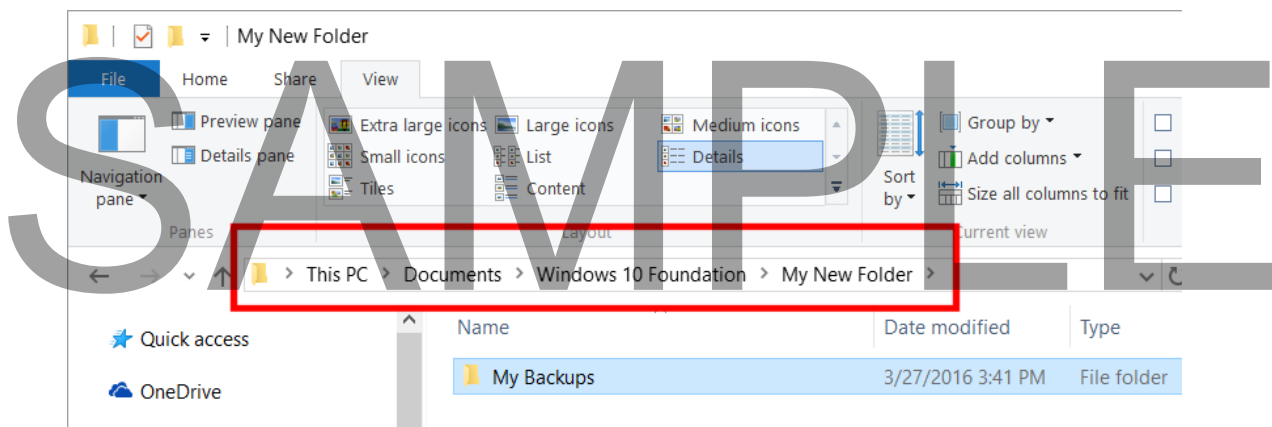 My New Folder
File Home Share View
Preview pane Extra large icons Large icons Medium icons Group by
Details pane Small icons List Details Add columns
Navigation pane Tiles Content Sort by Size all columns to fit
Panes Layout Current view
SAMPLE
This PC > Documents > Windows 10 Foundation > My New Folder >
Quick access Name Date modified Type
My Backups 3/27/2016 3:41 PM File folder
OneDrive